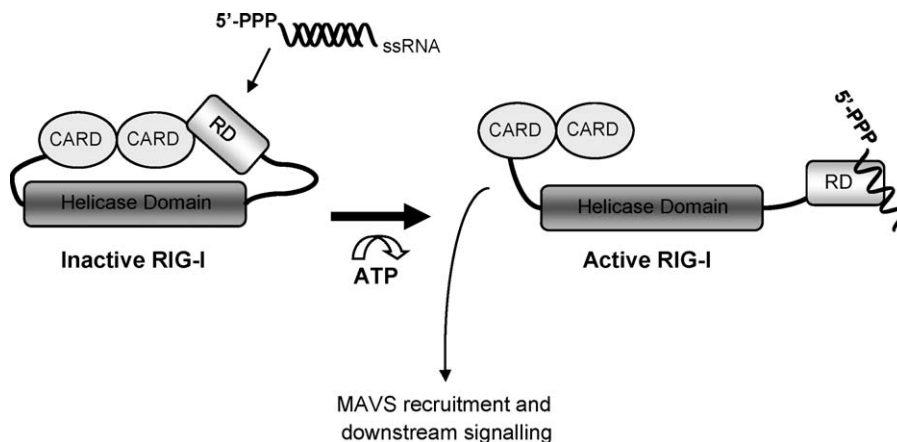 5'-PPP
ssRNA
CARD
CARD
RD
Helicase Domain
Inactive RIG-I
ATP
CARD
CARD
5'-PPP
RD
Helicase Domain
Active RIG-I
MAVS recruitment and
downstream signalling